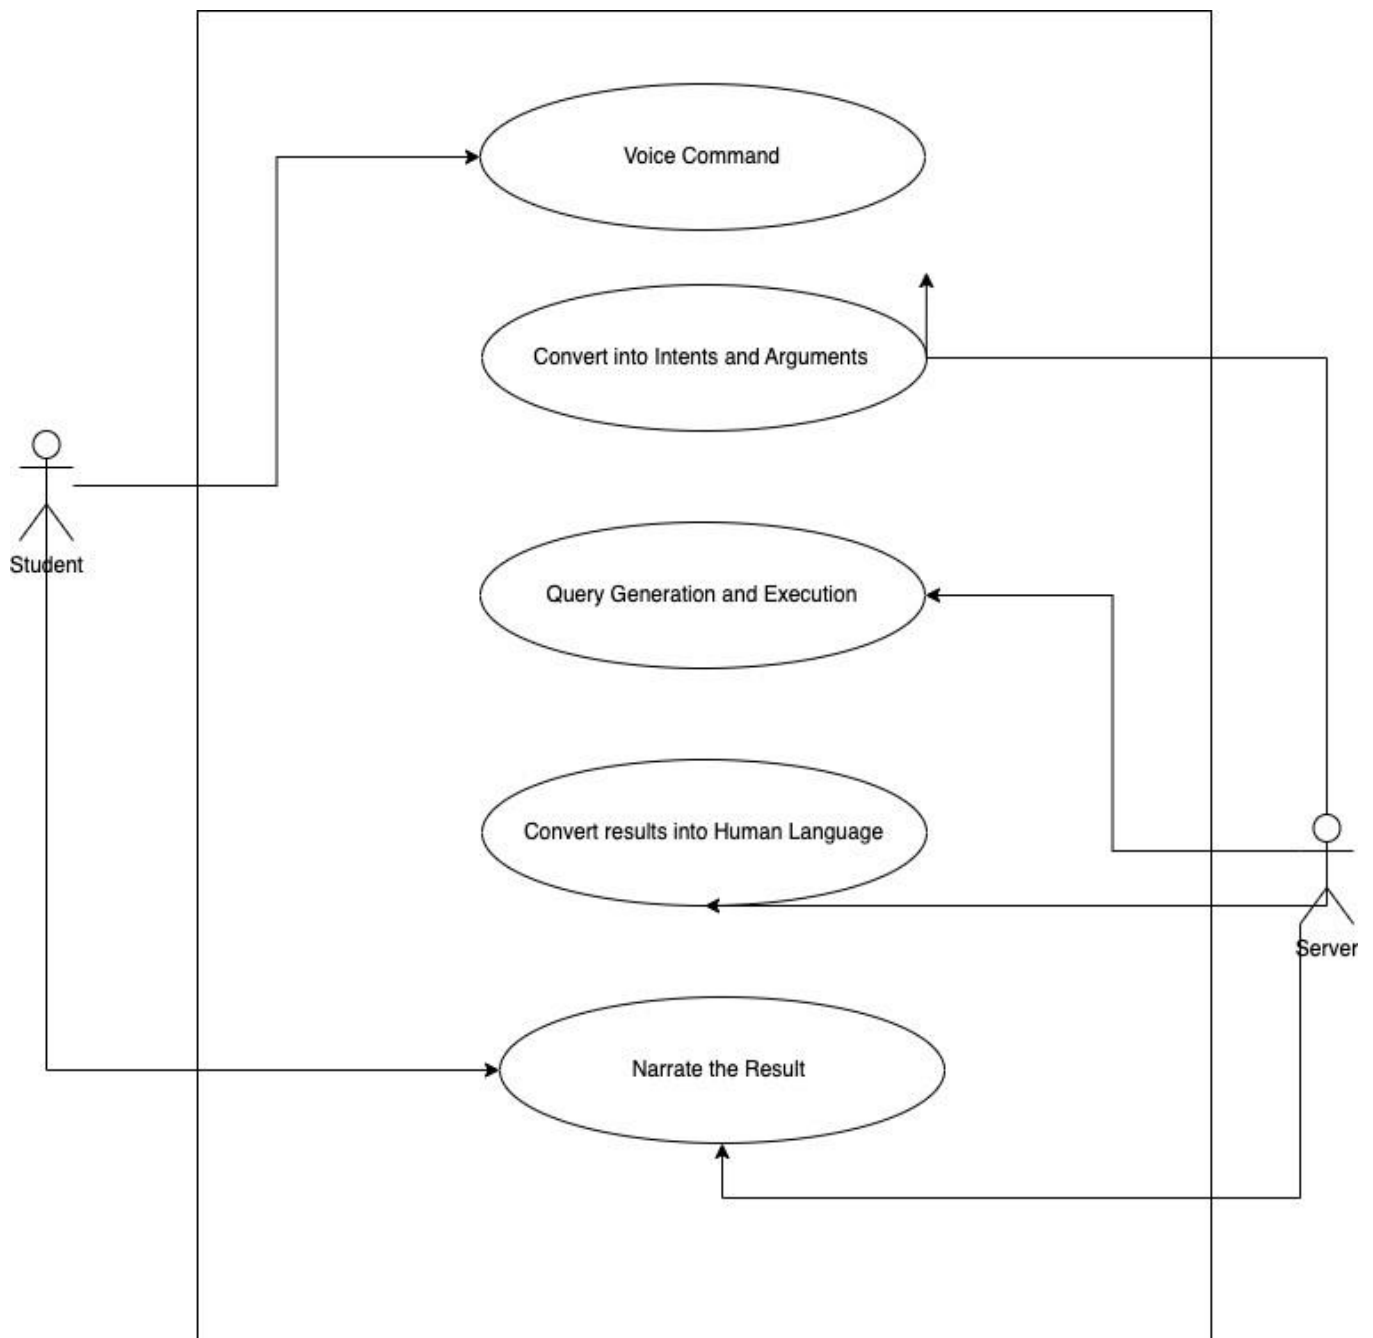 Voice Command
Convert into Intents and Arguments
Student
Query Generation and Execution
Convert results into Human Language
Server
Narrate the Result